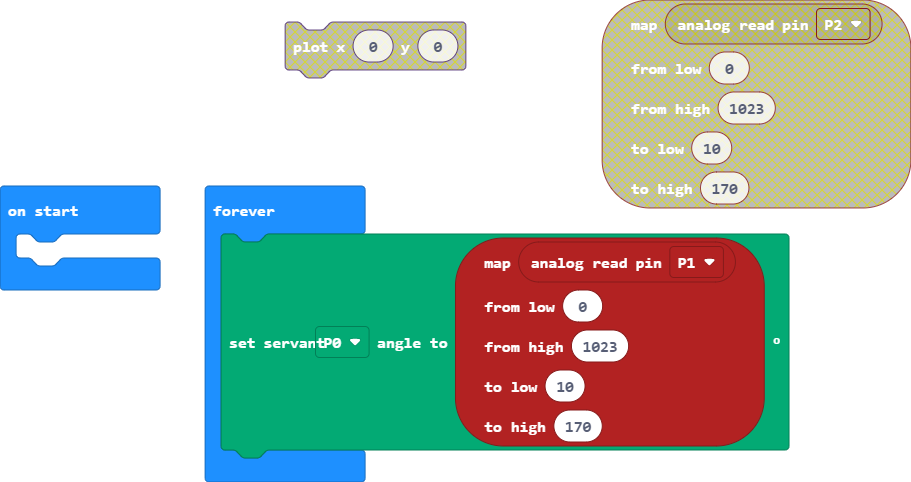 plot x 0 y 0
map analog read pin P2
from low 0
from high 1023
to low 10
to high 170
on start
forever
set servant P0 angle to
map analog read pin P1
from low 0
from high 1023
to low 10
to high 170
°